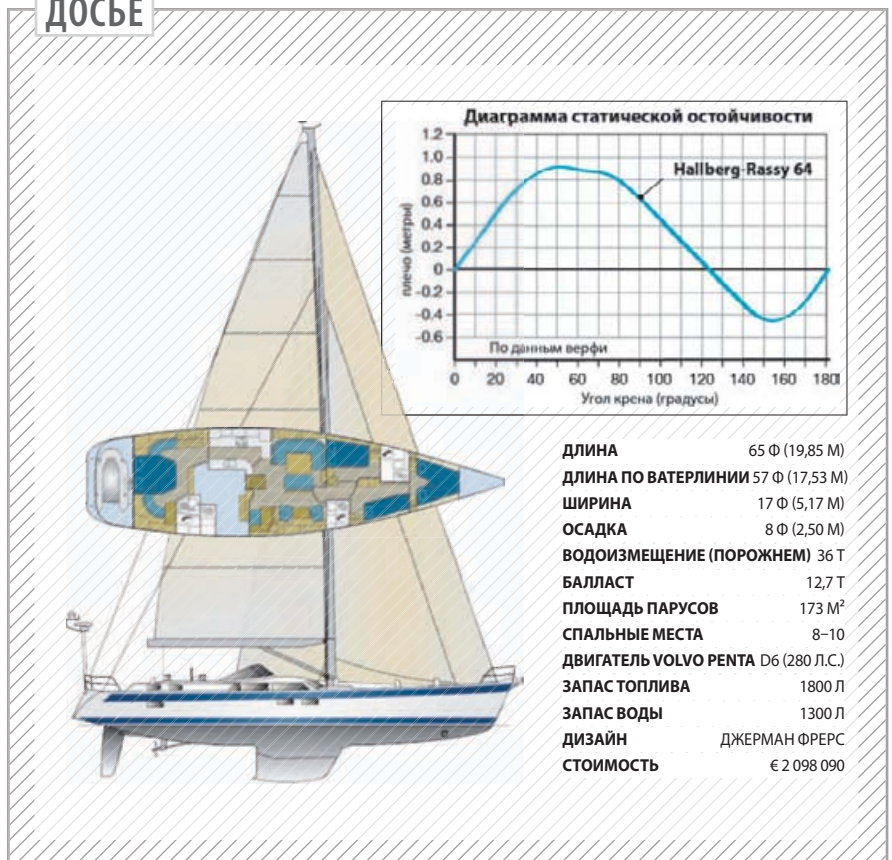 ДОСЬЕ
Диаграмма статической остойчивости
1.2
1.0
0.8
0.6
0.4
0.2
0
-0.2
-0.4
-0.6
плечо (метры)
Hallberg-Rassy 64
По данным верфи
0 20 40 60 80 100 120 140 160 180
Угол крена (градусы)
ДЛИНА 65 Ф (19,85 М)
ДЛИНА ПО ВАТЕРЛИНИИ 57 Ф (17,53 М)
ШИРИНА 17 Ф (5,17 М)
ОСАДКА 8 Ф (2,50 М)
ВОДОИЗМЕЩЕНИЕ (ПОРОЖНЕМ) 36 Т
БАЛЛАСТ 12,7 Т
ПЛОЩАДЬ ПАРУСОВ 173 М²
СПАЛЬНЫЕ МЕСТА 8–10
ДВИГАТЕЛЬ VOLVO PENTA D6 (280 Л.С.)
ЗАПАС ТОПЛИВА 1800 Л
ЗАПАС ВОДЫ 1300 Л
ДИЗАЙН ДЖЕРМАН ФРЕРС
СТОИМОСТЬ € 2 098 090